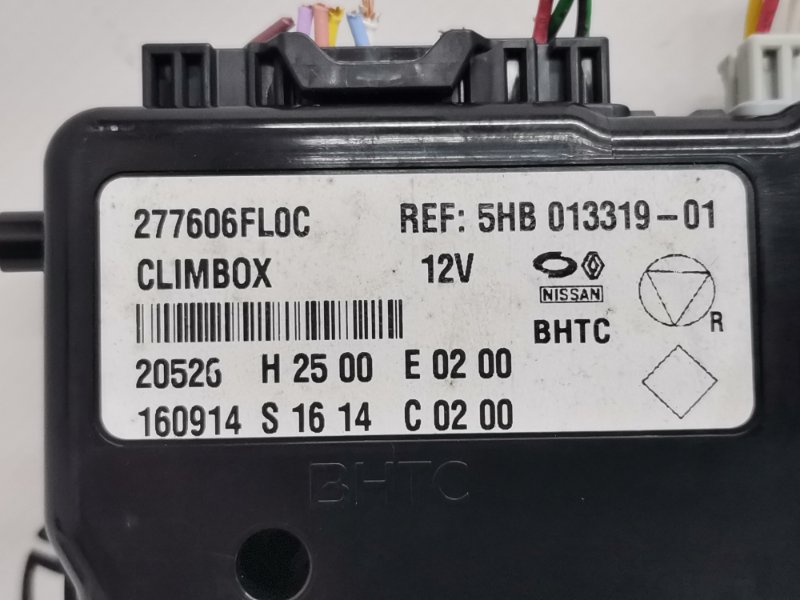 277606FL0C REF: 5HB 013319-01
CLIMBOX 12V
NISSAN
BHTC
R
20526 H 25 00 E 02 00
160914 S 16 14 C 02 00
BHTC